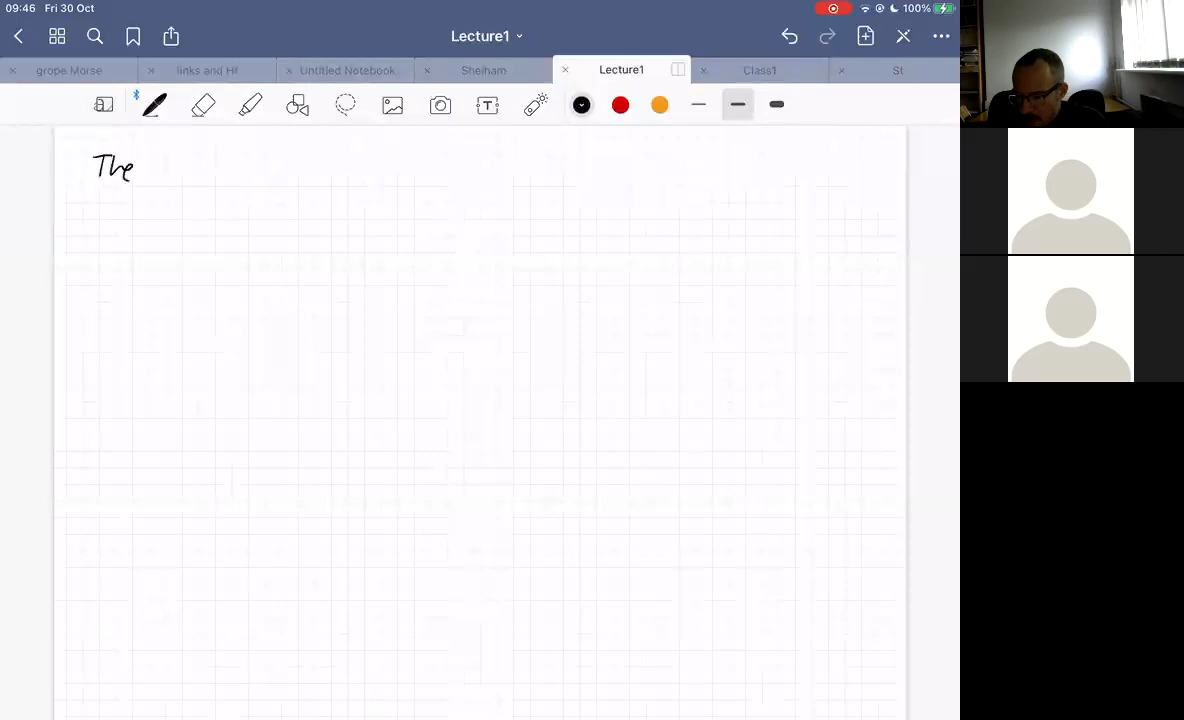 09:46 Fri 30 Oct 100%
Lecture1
grope Morse links and HF Untitled Notebook Sheiham Lecture1 Class1 St
T
The